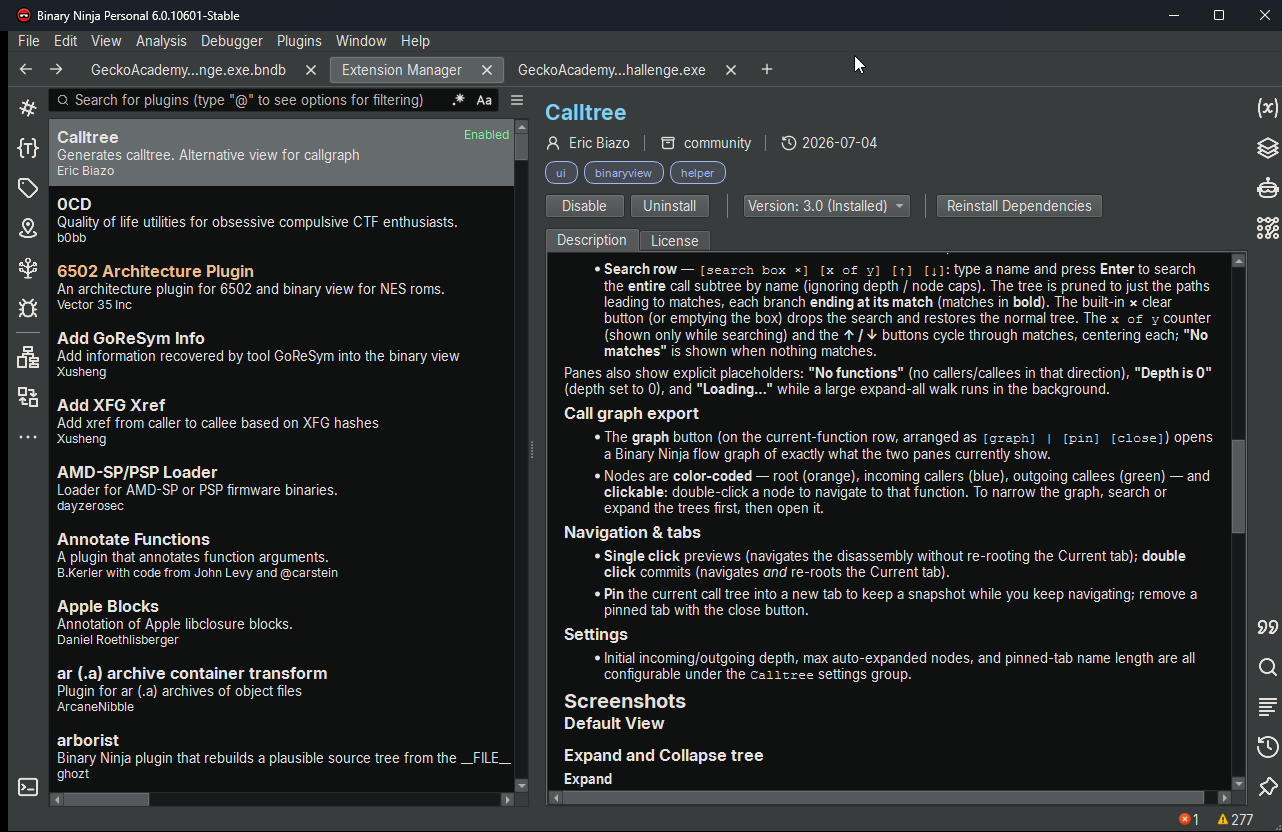 Binary Ninja Personal 6.0.10601-Stable
File Edit View Analysis Debugger Plugins Window Help
GeckoAcademy...nge.exe.bndb
Extension Manager
GeckoAcademy...hallenge.exe
Search for plugins (type "@" to see options for filtering)
.* Aa
Calltree
Enabled
Generates calltree. Alternative view for callgraph
Eric Biazo
0CD
Quality of life utilities for obsessive compulsive CTF enthusiasts.
b0bb
6502 Architecture Plugin
An architecture plugin for 6502 and binary view for NES roms.
Vector 35 Inc
Add GoReSym Info
Add information recovered by tool GoReSym into the binary view
Xusheng
Add XFG Xref
Add xref from caller to callee based on XFG hashes
Xusheng
AMD-SP/PSP Loader
Loader for AMD-SP or PSP firmware binaries.
dayzerosec
Annotate Functions
A plugin that annotates function arguments.
B.Kerler with code from John Levy and @carstein
Apple Blocks
Annotation of Apple libclosure blocks.
Daniel Roethlisberger
ar (.a) archive container transform
Plugin for ar (.a) archives of object files
ArcaneNibble
arborist
Binary Ninja plugin that rebuilds a plausible source tree from the __FILE__
ghozt
Calltree
Eric Biazo
community
2026-07-04
ui
binaryview
helper
Disable
Uninstall
Version: 3.0 (Installed)
Reinstall Dependencies
Description
License
• Search row — [search box ×] [x of y] [↑] [↓]: type a name and press Enter to search
the entire call subtree by name (ignoring depth / node caps). The tree is pruned to just the paths
leading to matches, each branch ending at its match (matches in bold). The built-in × clear
button (or emptying the box) drops the search and restores the normal tree. The x of y counter
(shown only while searching) and the ↑ / ↓ buttons cycle through matches, centering each; "No
matches" is shown when nothing matches.
Panes also show explicit placeholders: "No functions" (no callers/callees in that direction), "Depth is 0"
(depth set to 0), and "Loading..." while a large expand-all walk runs in the background.
Call graph export
• The graph button (on the current-function row, arranged as [graph] | [pin] [close]) opens
a Binary Ninja flow graph of exactly what the two panes currently show.
• Nodes are color-coded — root (orange), incoming callers (blue), outgoing callees (green) — and
clickable: double-click a node to navigate to that function. To narrow the graph, search or
expand the trees first, then open it.
Navigation & tabs
• Single click previews (navigates the disassembly without re-rooting the Current tab); double
click commits (navigates and re-roots the Current tab).
• Pin the current call tree into a new tab to keep a snapshot while you keep navigating; remove a
pinned tab with the close button.
Settings
• Initial incoming/outgoing depth, max auto-expanded nodes, and pinned-tab name length are all
configurable under the Calltree settings group.
Screenshots
Default View
Expand and Collapse tree
Expand
1
277